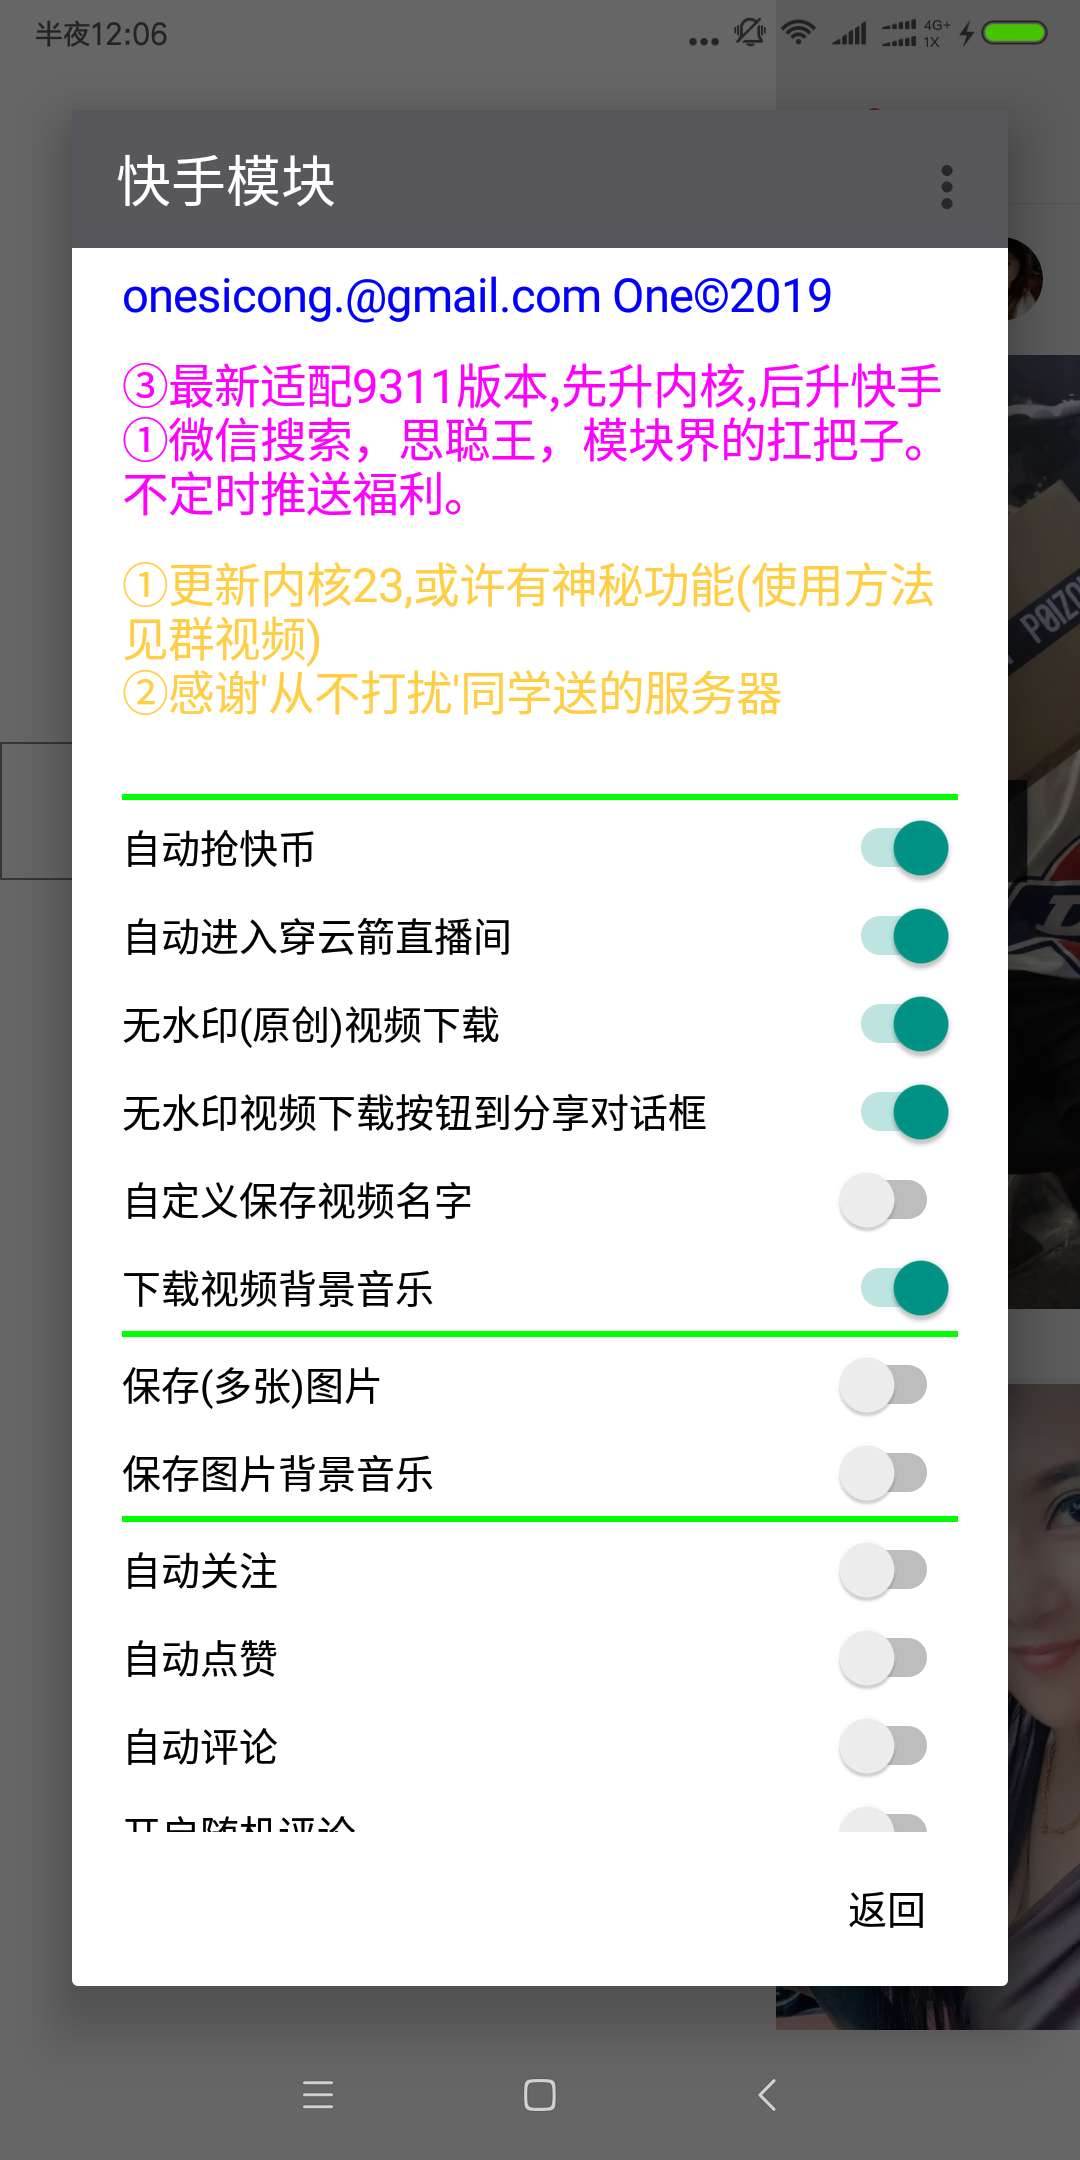 半夜12:06
4G+
1X
快手模块
onesicong.@gmail.com One©2019
③最新适配9311版本,先升内核,后升快手
①微信搜索，思聪王，模块界的扛把子。
不定时推送福利。
①更新内核23,或许有神秘功能(使用方法
见群视频)
②感谢'从不打扰'同学送的服务器
自动抢快币
自动进入穿云箭直播间
无水印(原创)视频下载
无水印视频下载按钮到分享对话框
自定义保存视频名字
下载视频背景音乐
保存(多张)图片
保存图片背景音乐
自动关注
自动点赞
自动评论
开启随机评论
返回